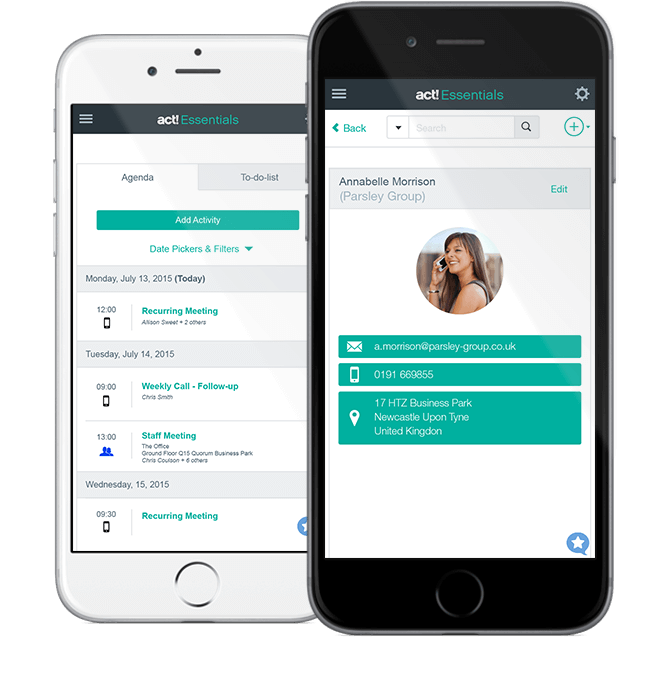 act! Essentials
Agenda
To-do-list
Add Activity
Date Pickers & Filters
Monday, July 13, 2015 (Today)
12:00
Recurring Meeting
Allison Sweet + 2 others
Tuesday, July 14, 2015
09:00
Weekly Call - Follow-up
Chris Smith
13:00
Staff Meeting
The Office
Ground Floor Q15 Quorum Business Park
Chris Coulson + 6 others
Wednesday, 15, 2015
09:30
Recurring Meeting
act! Essentials
Back
Search
Annabelle Morrison
(Parsley Group)
Edit
a.morrison@parsley-group.co.uk
0191 669855
17 HTZ Business Park
Newcastle Upon Tyne
United Kingdon